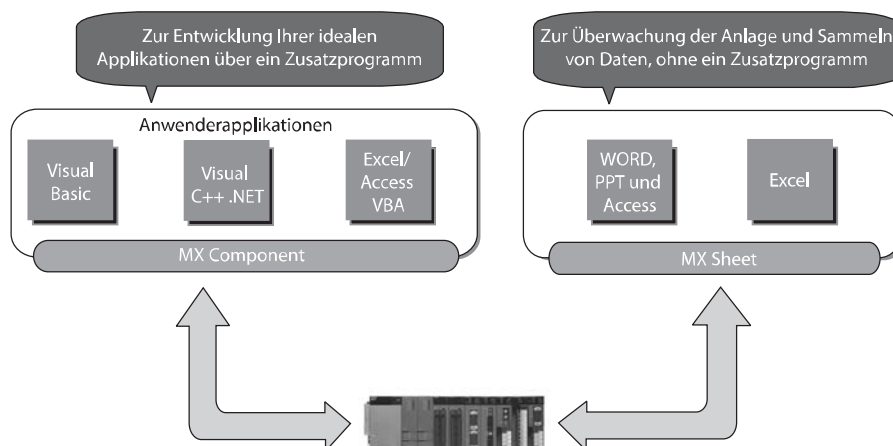 Zur Entwicklung Ihrer idealen
Applikationen über ein Zusatzprogramm
Zur Überwachung der Anlage und Sammeln
von Daten, ohne ein Zusatzprogramm
Anwenderapplikationen
Visual
Basic
Visual
C++ .NET
Excel/
Access
VBA
MX Component
WORD,
PPT und
Access
Excel
MX Sheet